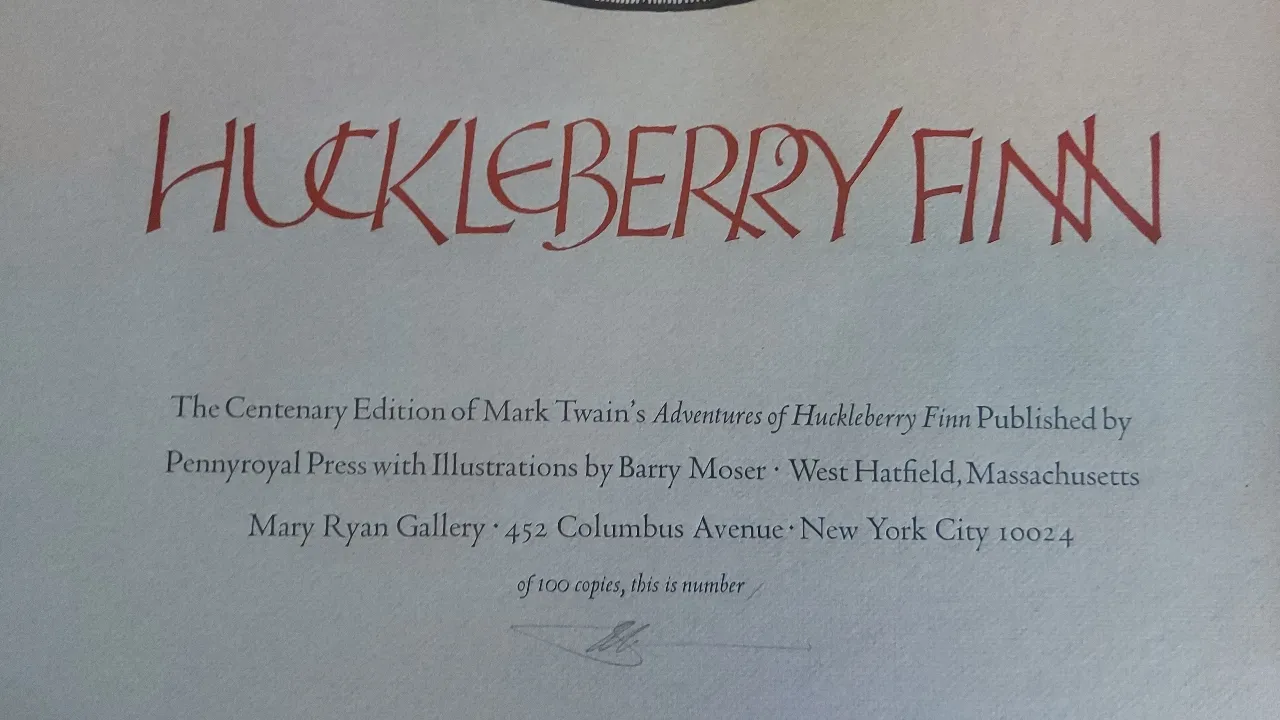 HUCKLEBERRY FINN
The Centenary Edition of Mark Twain's Adventures of Huckleberry Finn Published by
Pennyroyal Press with Illustrations by Barry Moser · West Hatfield, Massachusetts
Mary Ryan Gallery · 452 Columbus Avenue · New York City 10024
of 100 copies, this is number